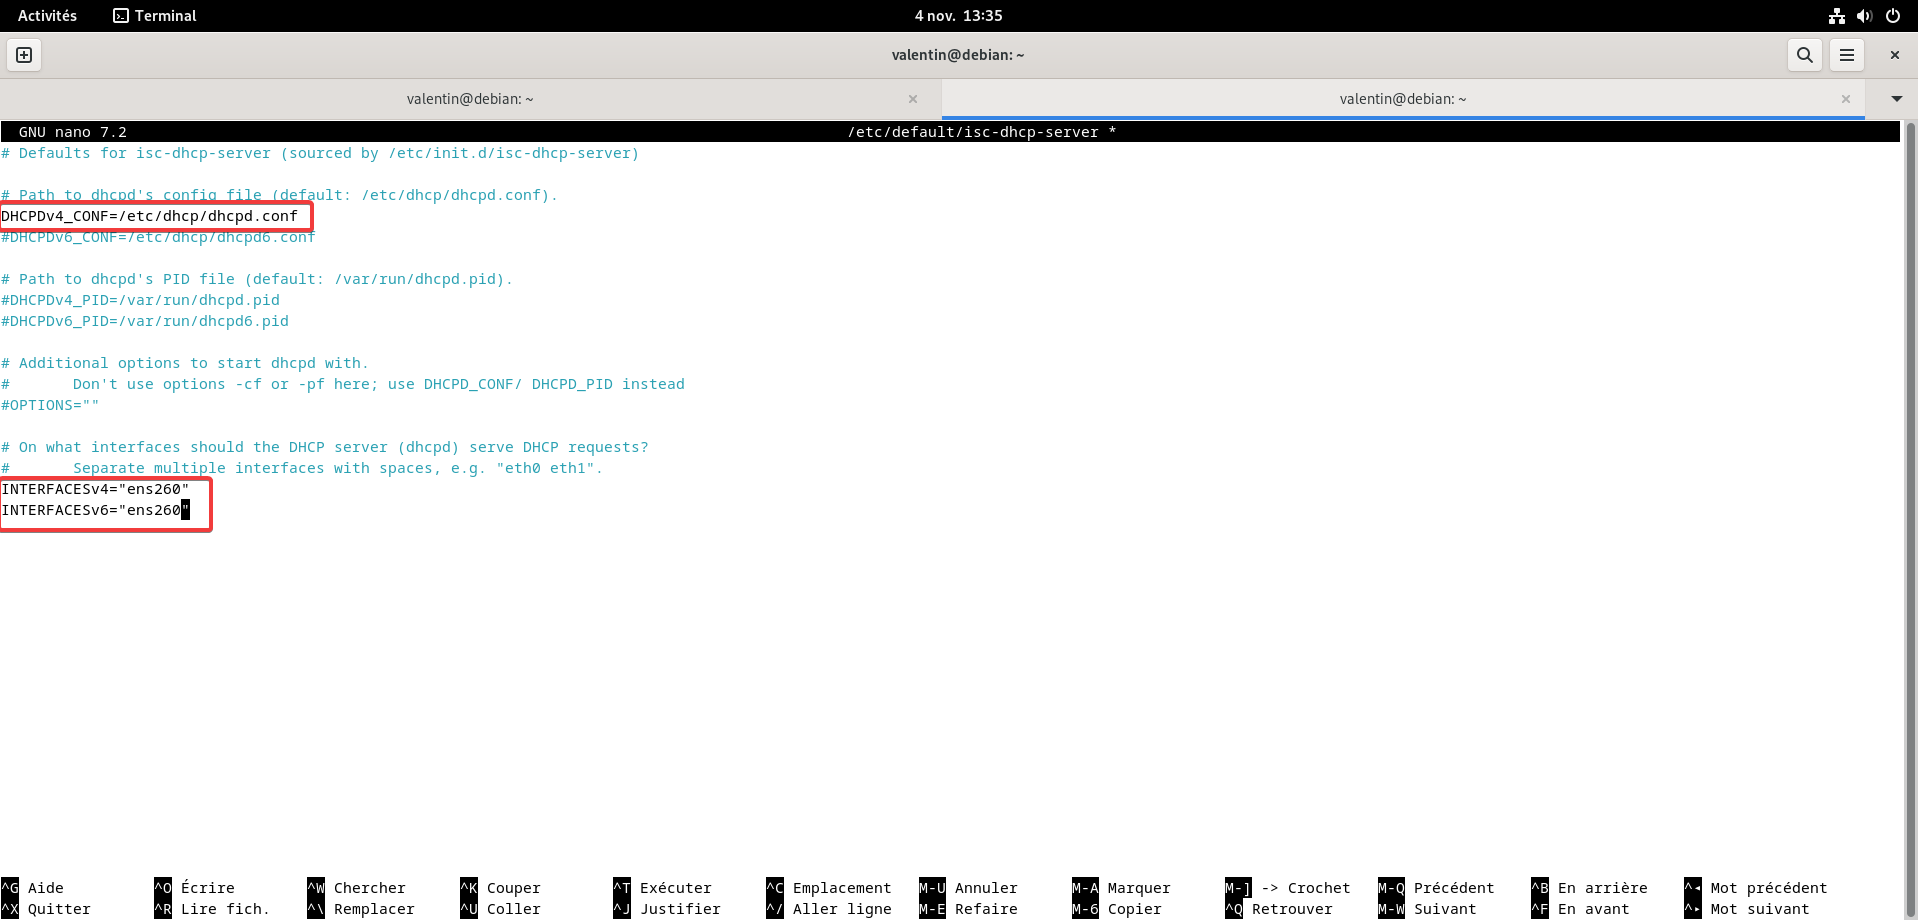 Activités Terminal 4 nov. 13:35
valentin@debian: ~
valentin@debian: ~ valentin@debian: ~
GNU nano 7.2 /etc/default/isc-dhcp-server *
# Defaults for isc-dhcp-server (sourced by /etc/init.d/isc-dhcp-server)
# Path to dhcpd's config file (default: /etc/dhcp/dhcpd.conf).
DHCPDv4_CONF=/etc/dhcp/dhcpd.conf
#DHCPDv6_CONF=/etc/dhcp/dhcpd6.conf
# Path to dhcpd's PID file (default: /var/run/dhcpd.pid).
#DHCPDv4_PID=/var/run/dhcpd.pid
#DHCPDv6_PID=/var/run/dhcpd6.pid
# Additional options to start dhcpd with.
#       Don't use options -cf or -pf here; use DHCPD_CONF/ DHCPD_PID instead
#OPTIONS=""
# On what interfaces should the DHCP server (dhcpd) serve DHCP requests?
#       Separate multiple interfaces with spaces, e.g. "eth0 eth1".
INTERFACESv4="ens260"
INTERFACESv6="ens260"
^G Aide ^O Écrire ^W Chercher ^K Couper ^T Exécuter ^C Emplacement M-U Annuler M-A Marquer M-] -> Crochet M-Q Précédent ^B En arrière ^◂ Mot précédent
^X Quitter ^R Lire fich. ^\ Remplacer ^U Coller ^J Justifier ^/ Aller ligne M-E Refaire M-6 Copier ^Q Retrouver M-W Suivant ^F En avant ^▸ Mot suivant